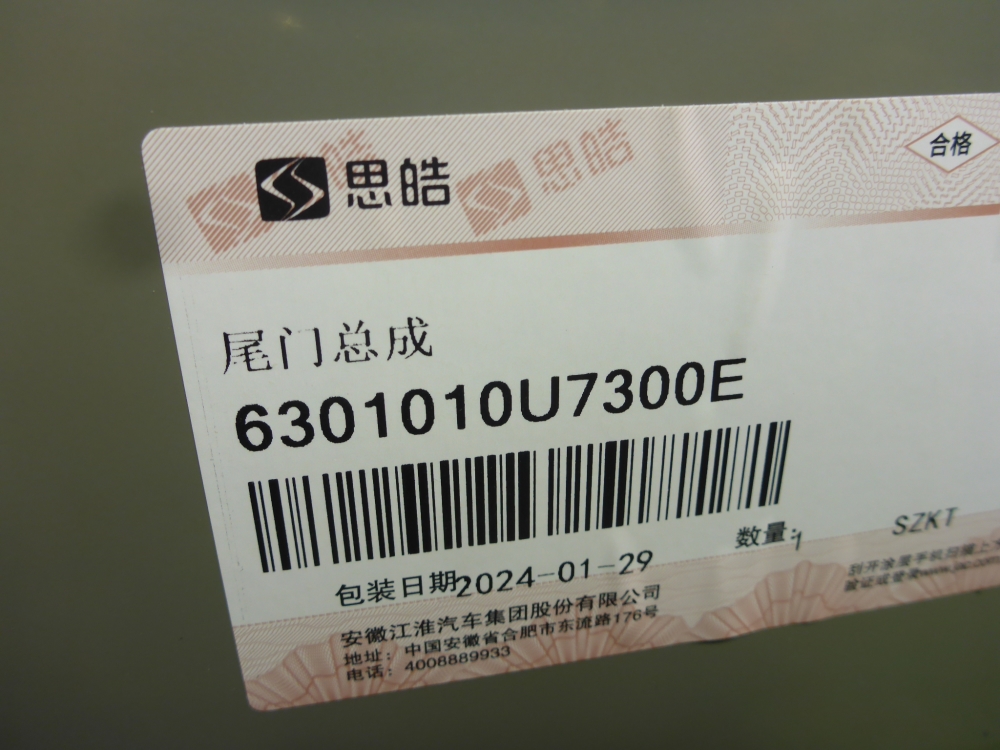 思皓
思皓
思皓
合格
尾门总成
6301010U7300E
包装日期2024-01-29
数量:1
SZKT
安徽江淮汽车集团股份有限公司
地址: 中国安徽省合肥市东流路176号
电话: 4008889933